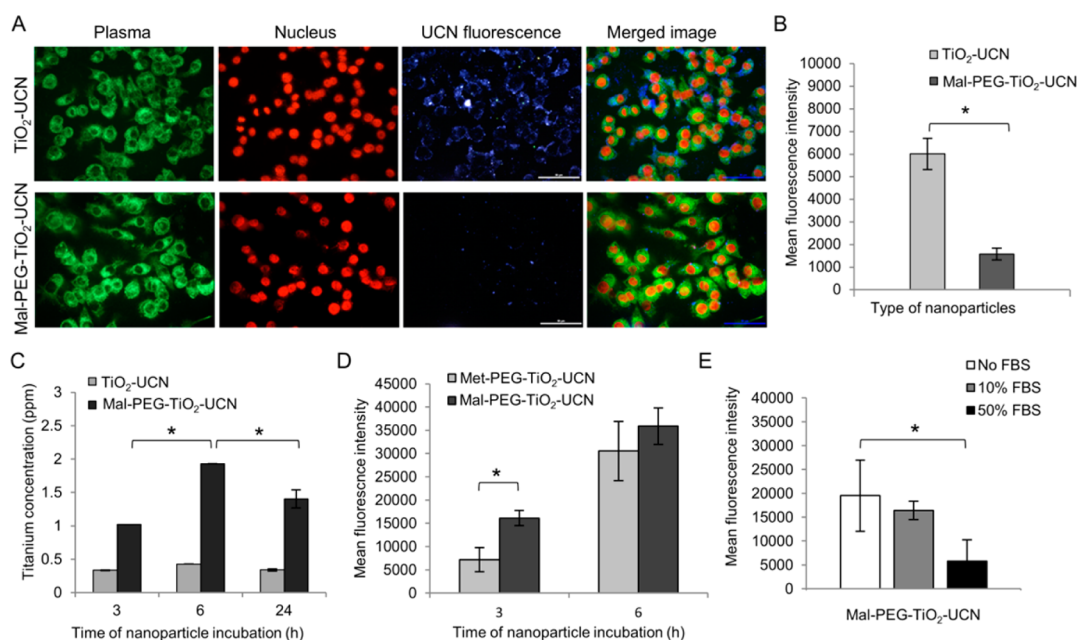 A
Plasma
Nucleus
UCN fluorescence
Merged image
TiO₂-UCN
Mal-PEG-TiO₂-UCN
B
TiO₂-UCN
Mal-PEG-TiO₂-UCN
Mean fluorescence intensity
10000
9000
8000
7000
6000
5000
4000
3000
2000
1000
0
*
Type of nanoparticles
C
TiO₂-UCN
Mal-PEG-TiO₂-UCN
Titanium concentration (ppm)
3
2.5
2
1.5
1
0.5
0
* *
3 6 24
Time of nanoparticle incubation (h)
D
Met-PEG-TiO₂-UCN
Mal-PEG-TiO₂-UCN
Mean fluorescnce intensity
45000
40000
35000
30000
25000
20000
15000
10000
5000
0
*
3 6
Time of nanoparticle incubation (h)
E
No FBS
10% FBS
50% FBS
Mean fluorescence intesity
40000
35000
30000
25000
20000
15000
10000
5000
0
*
Mal-PEG-TiO₂-UCN